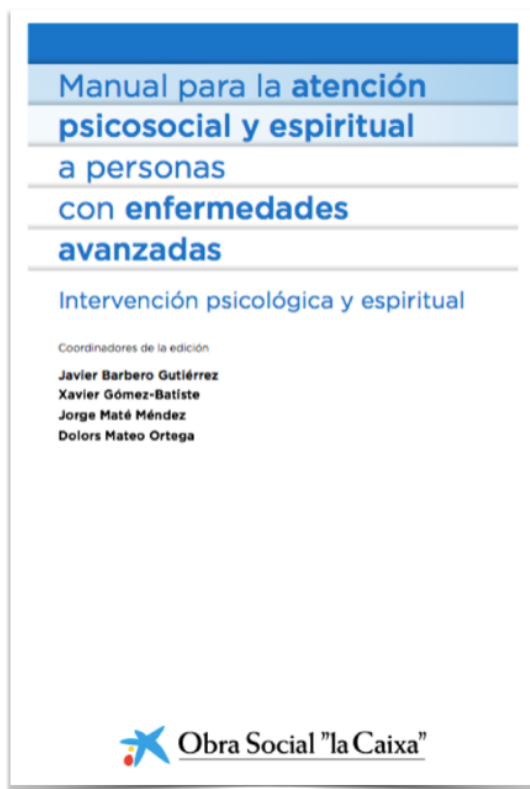 Manual para la atención
psicosocial y espiritual
a personas
con enfermedades
avanzadas
Intervención psicológica y espiritual
Coordinadores de la edición
Javier Barbero Gutiérrez
Xavier Gómez-Batiste
Jorge Maté Méndez
Dolors Mateo Ortega
Obra Social "la Caixa"